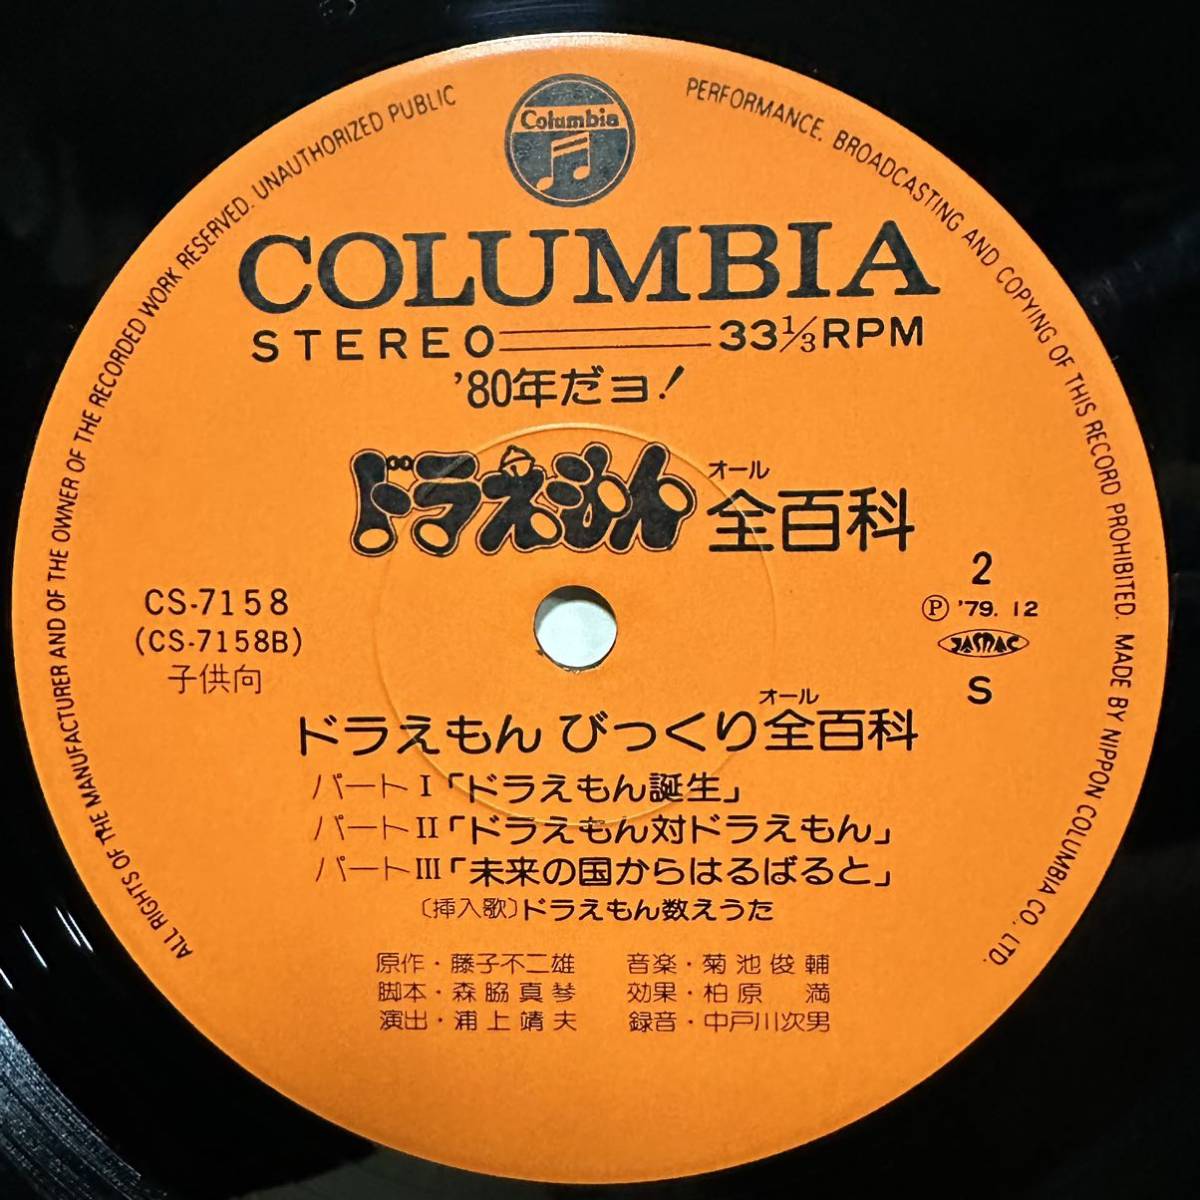 ALL RIGHTS OF THE MANUFACTURER AND OF THE OWNER OF THE RECORDED WORK RESERVED. UNAUTHORIZED PUBLIC PERFORMANCE. BROADCASTING AND COPYING OF THIS RECORD PROHIBITED. MADE BY NIPPON COLUMBIA CO., LTD.
Columbia
COLUMBIA
STEREO 33 1/3 RPM
'80年だョ!
ドラえもん 全百科
オール
CS-7158
(CS-7158B)
子供向
2
Ⓟ '79. 12
JASRAC
S
ドラえもん びっくり全百科
オール
パートⅠ「ドラえもん誕生」
パートⅡ「ドラえもん対ドラえもん」
パートⅢ「未来の国からはるばると」
〔挿入歌〕ドラえもん数えうた
原作・藤子不二雄 音楽・菊池俊輔
脚本・森脇真琴 効果・柏原 満
演出・浦上靖夫 録音・中戸川次男